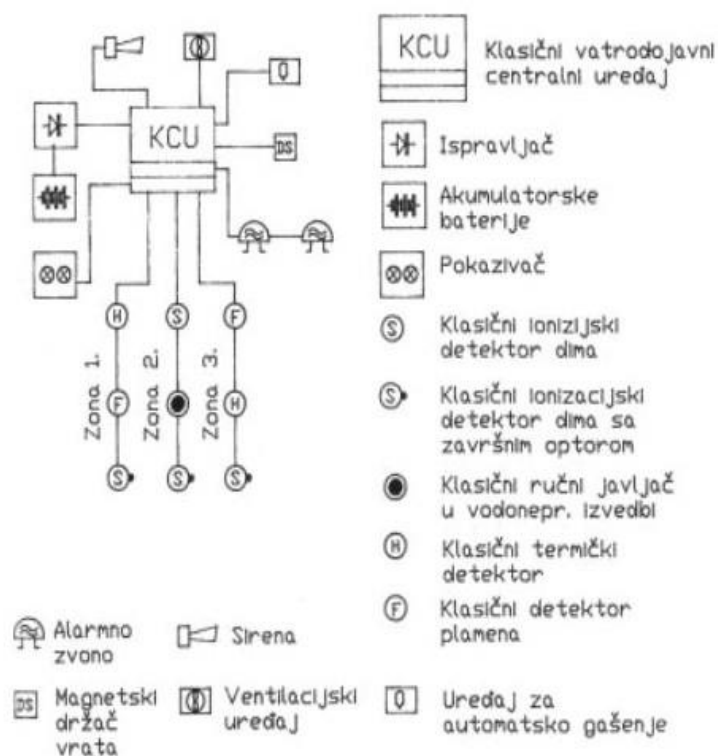 KCU
Q
DS
H
S
F
Zona 1.
Zona 2.
Zona 3.
F
H
S
S
S
KCU
Klasični vatrodojavni
centralni uređaj
Ispravljač
Akumulatorske
baterije
Pokazivač
S
Klasični ionizijski
detektor dima
S
Klasični ionizacijski
detektor dima sa
završnim optorom
Klasični ručni javljač
u vodonepr. izvedbi
H
Klasični termički
detektor
F
Klasični detektor
plamena
Alarmno
zvono
Sirena
DS
Magnetski
držač
vrata
Ventilacijski
uređaj
Q
Uređaj za
automatsko gašenje